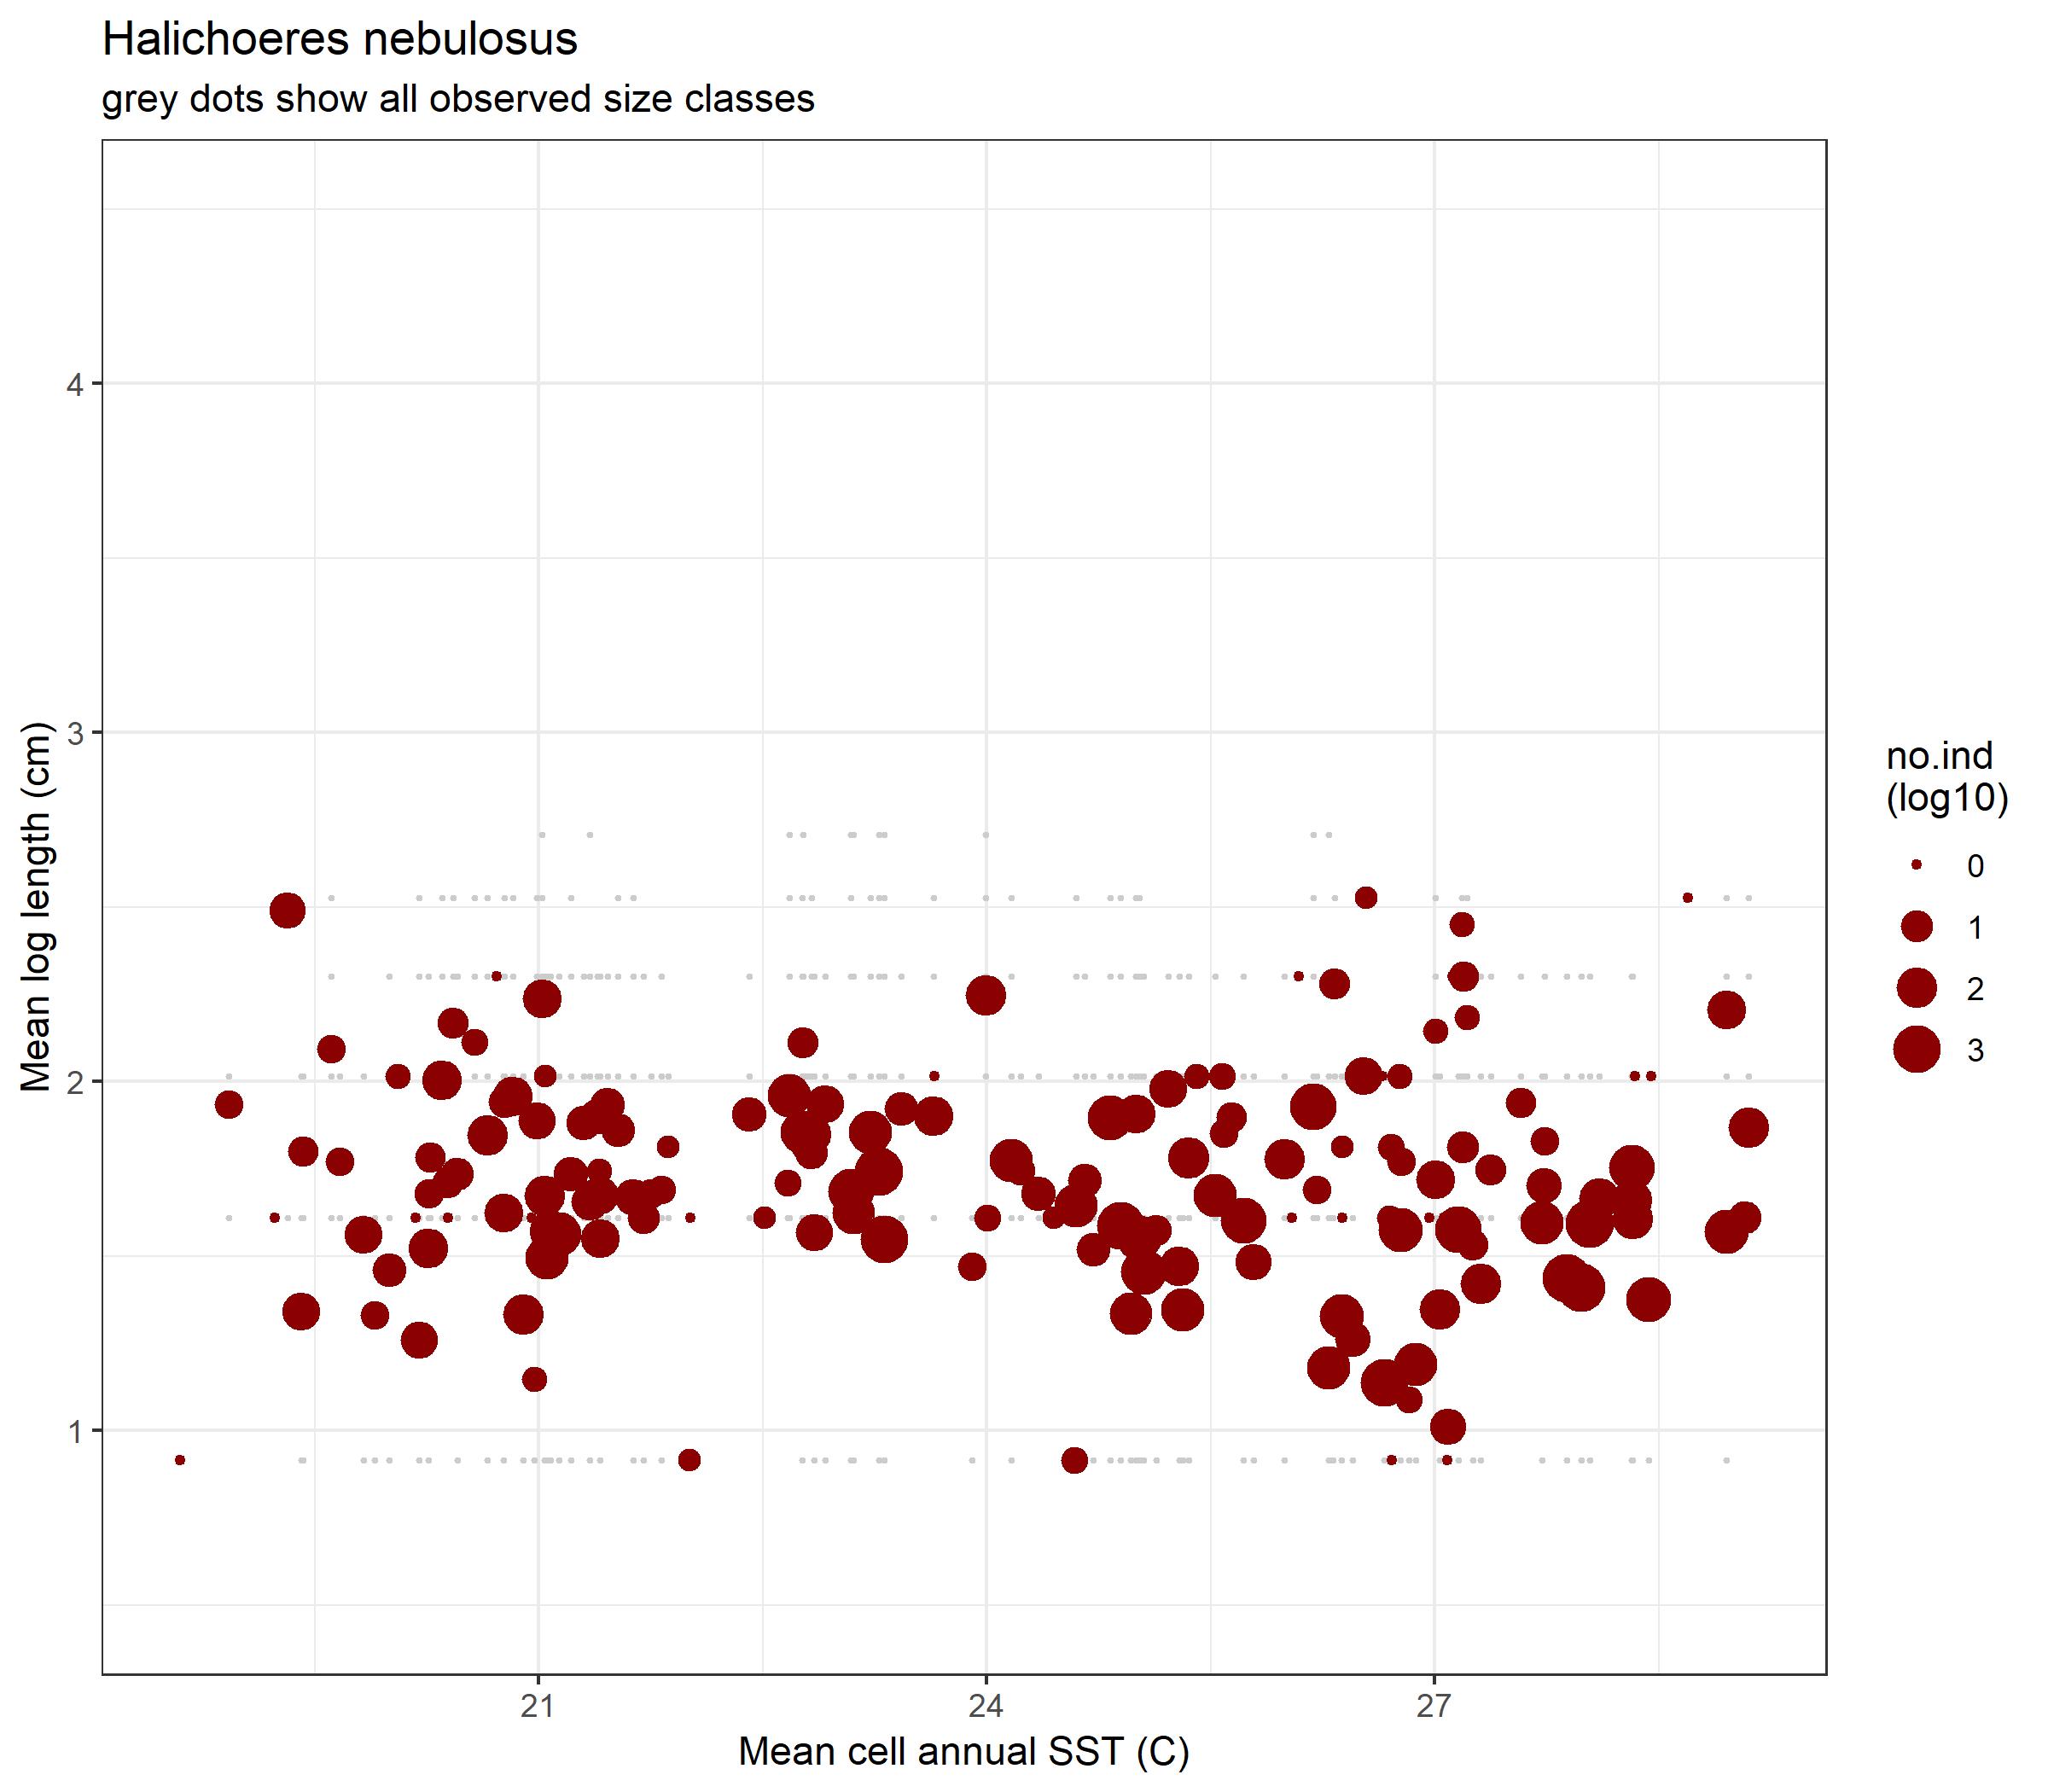 Halichoeres nebulosus
grey dots show all observed size classes
Mean log length (cm)
4
3
2
1
21
24
27
Mean cell annual SST (C)
no.ind
(log10)
0
1
2
3